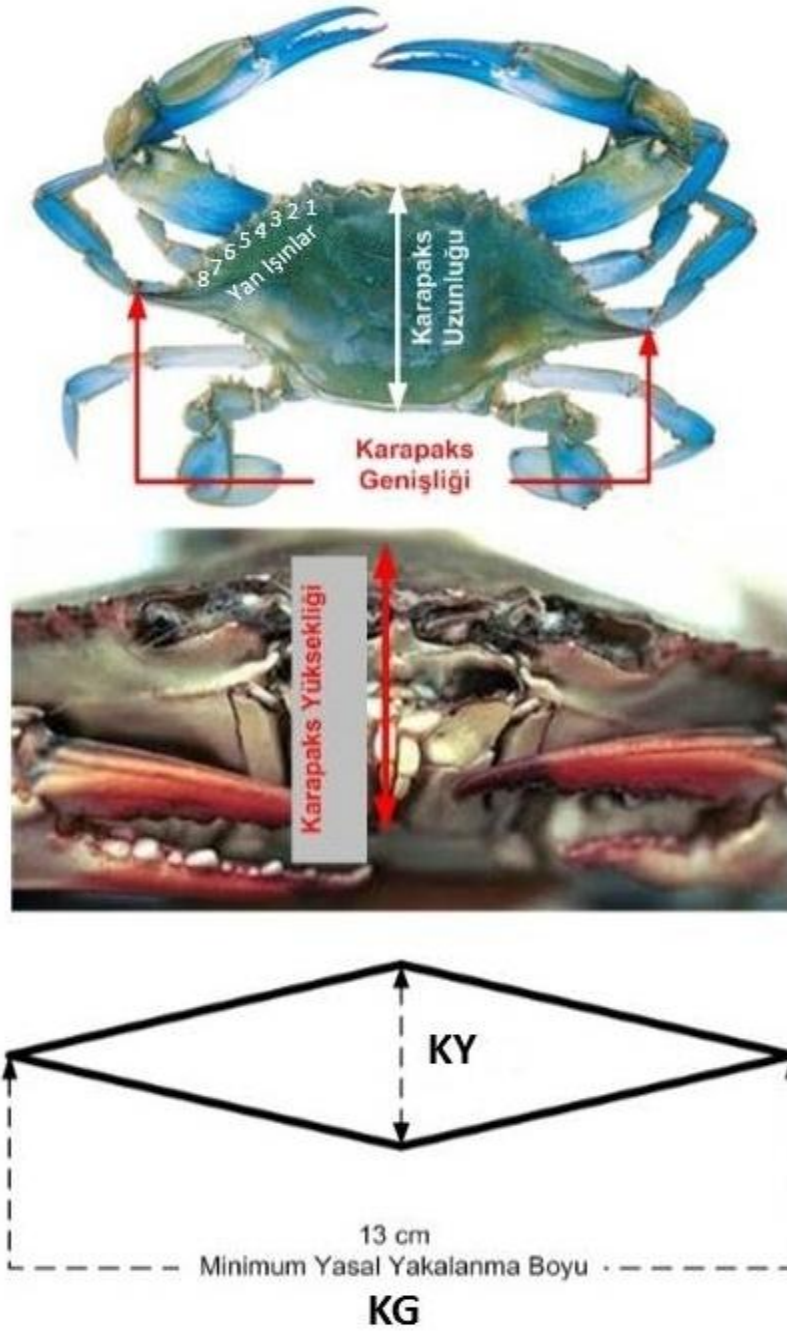 8 7 6 5 4 3 2 1
Yan Işınlar
Karapaks
Uzunluğu
Karapaks
Genişliği
Karapaks Yüksekliği
KY
13 cm
Minimum Yasal Yakalanma Boyu
KG